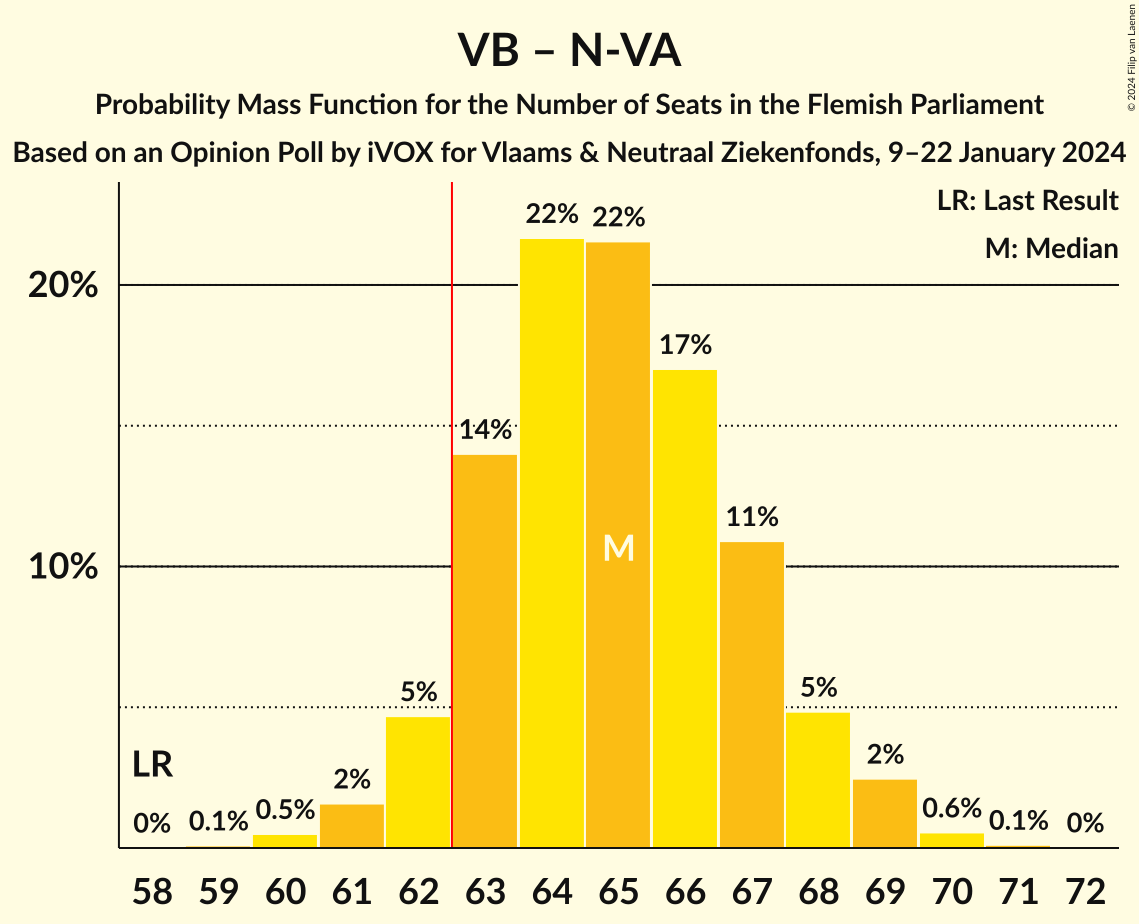 VB – N-VA
Probability Mass Function for the Number of Seats in the Flemish Parliament
Based on an Opinion Poll by iVOX for Vlaams & Neutraal Ziekenfonds, 9–22 January 2024
© 2024 Filip van Laenen
LR: Last Result
M: Median
20%
10%
22%
22%
17%
14%
11%
M
5%
5%
LR
2%
2%
0%
0.1%
0.5%
0.6%
0.1%
0%
58 59 60 61 62 63 64 65 66 67 68 69 70 71 72